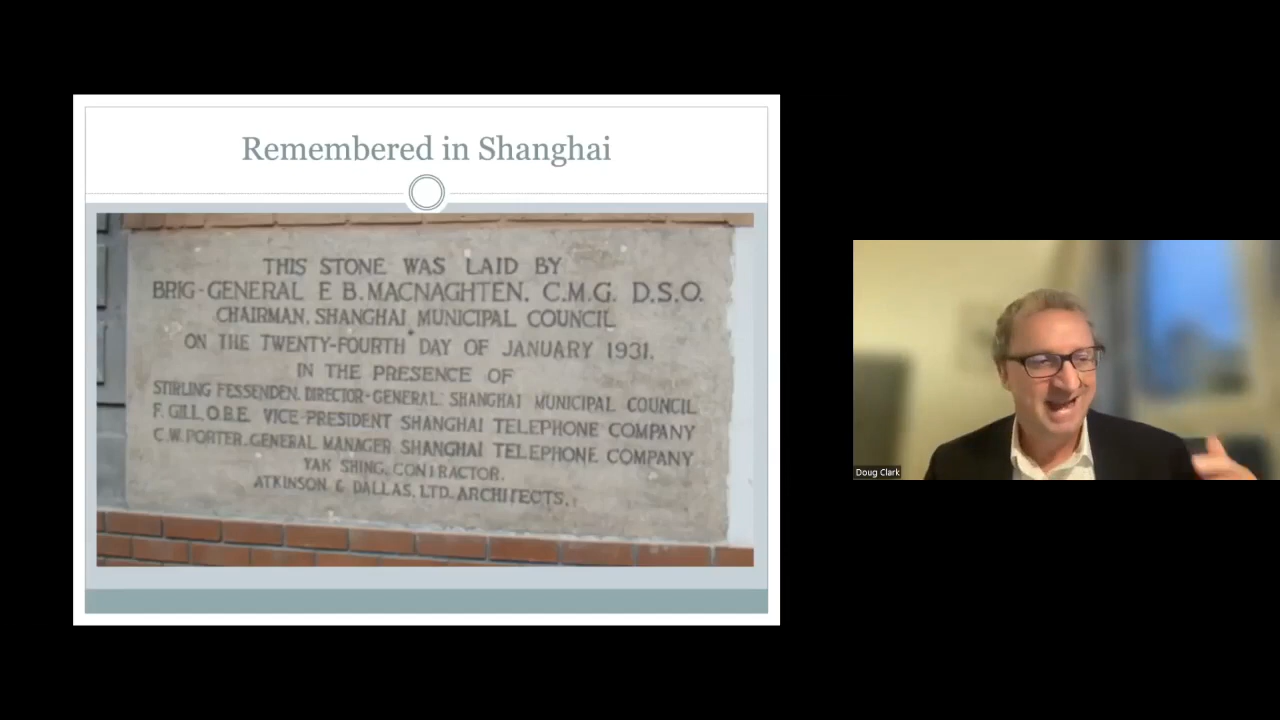 Remembered in Shanghai
THIS STONE WAS LAID BY
BRIG-GENERAL E B. MACNAGHTEN. C.M.G. D.S.O.
CHAIRMAN. SHANGHAI MUNICIPAL COUNCIL
ON THE TWENTY-FOURTH DAY OF JANUARY 1931.
IN THE PRESENCE OF
STIRLING FESSENDEN. DIRECTOR-GENERAL. SHANGHAI MUNICIPAL COUNCIL
F. GILL, O.B.E. VICE-PRESIDENT SHANGHAI TELEPHONE COMPANY
C.W. PORTER. GENERAL MANAGER SHANGHAI TELEPHONE COMPANY
YAK SHING. CONTRACTOR.
ATKINSON & DALLAS. LTD. ARCHITECTS.
Doug Clark